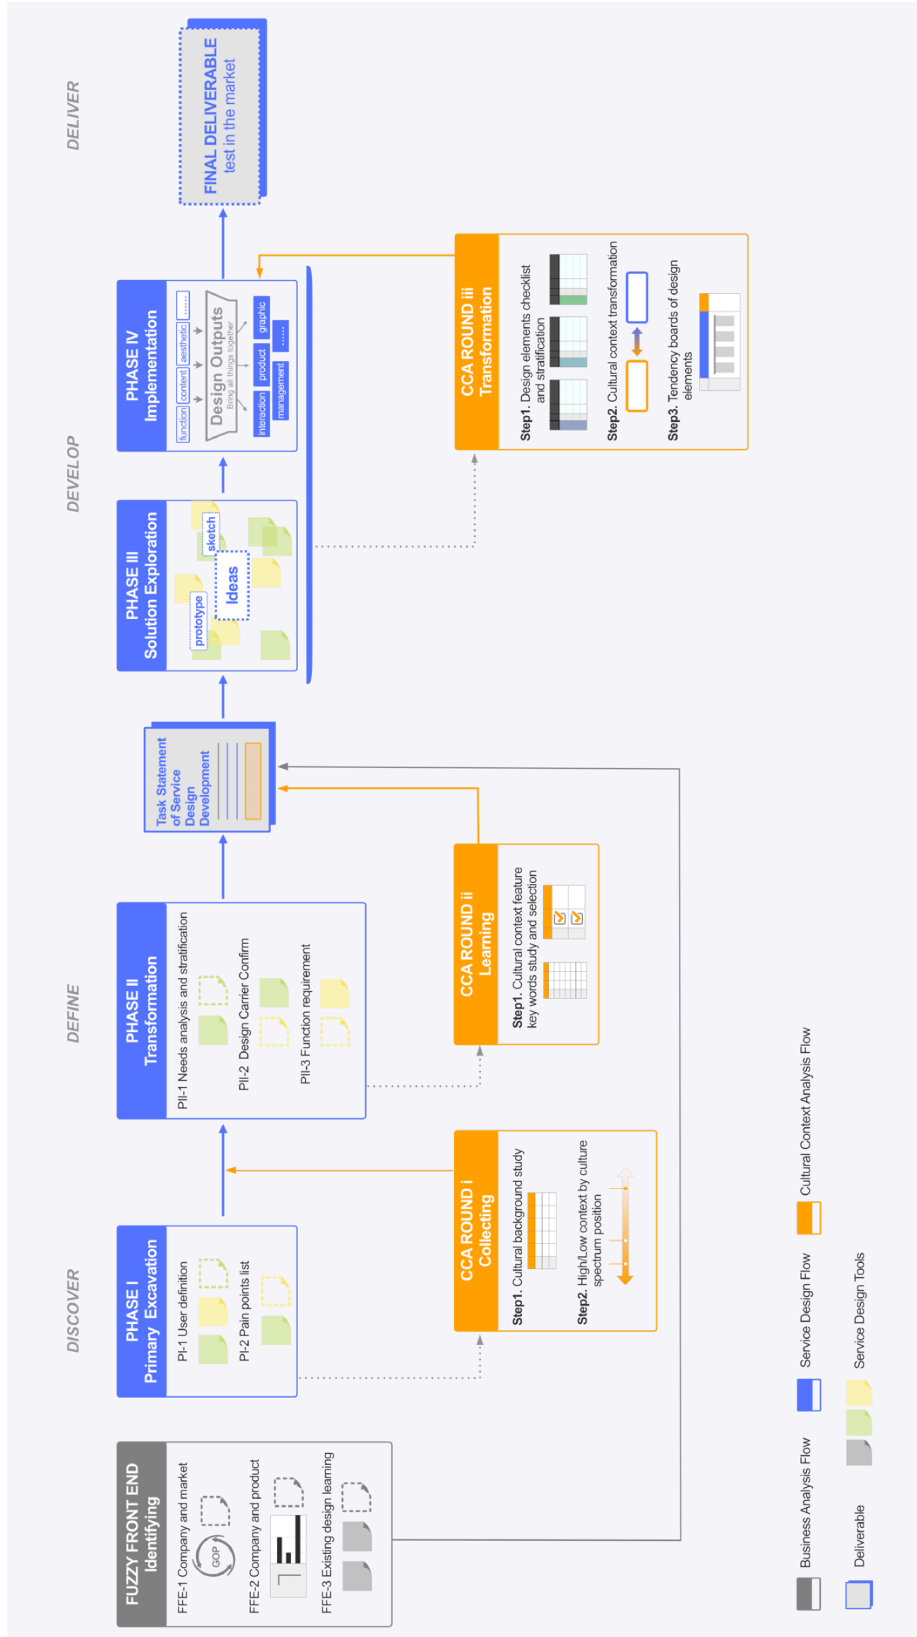 DISCOVER
DEFINE
DEVELOP
DELIVER
FUZZY FRONT END
Identifying
FFE-1 Company and market
GOP
FFE-2 Company and product
FFE-3 Existing design learning
PHASE I
Primary Excavation
PI-1 User definition
PI-2 Pain points list
PHASE II
Transformation
PII-1 Needs analysis and stratification
PII-2 Design Carrier Confirm
PII-3 Function requirement
Task Statement
of Service
Design
Development
PHASE III
Solution Exploration
prototype
sketch
Ideas
PHASE IV
Implementation
function
content
aesthetic
......
Design Outputs
Bring all things together
interaction
product
graphic
management
......
FINAL DELIVERABLE
test in the market
CCA ROUND i
Collecting
Step1. Cultural background study
Step2. High/Low context by culture
spectrum position
CCA ROUND ii
Learning
Step1. Cultural context feature
key words study and selection
CCA ROUND iii
Transformation
Step1. Design elements checklist
and stratification
Step2. Cultural context transformation
Step3. Tendency boards of design
elements
Business Analysis Flow
Service Design Flow
Cultural Context Analysis Flow
Deliverable
Service Design Tools